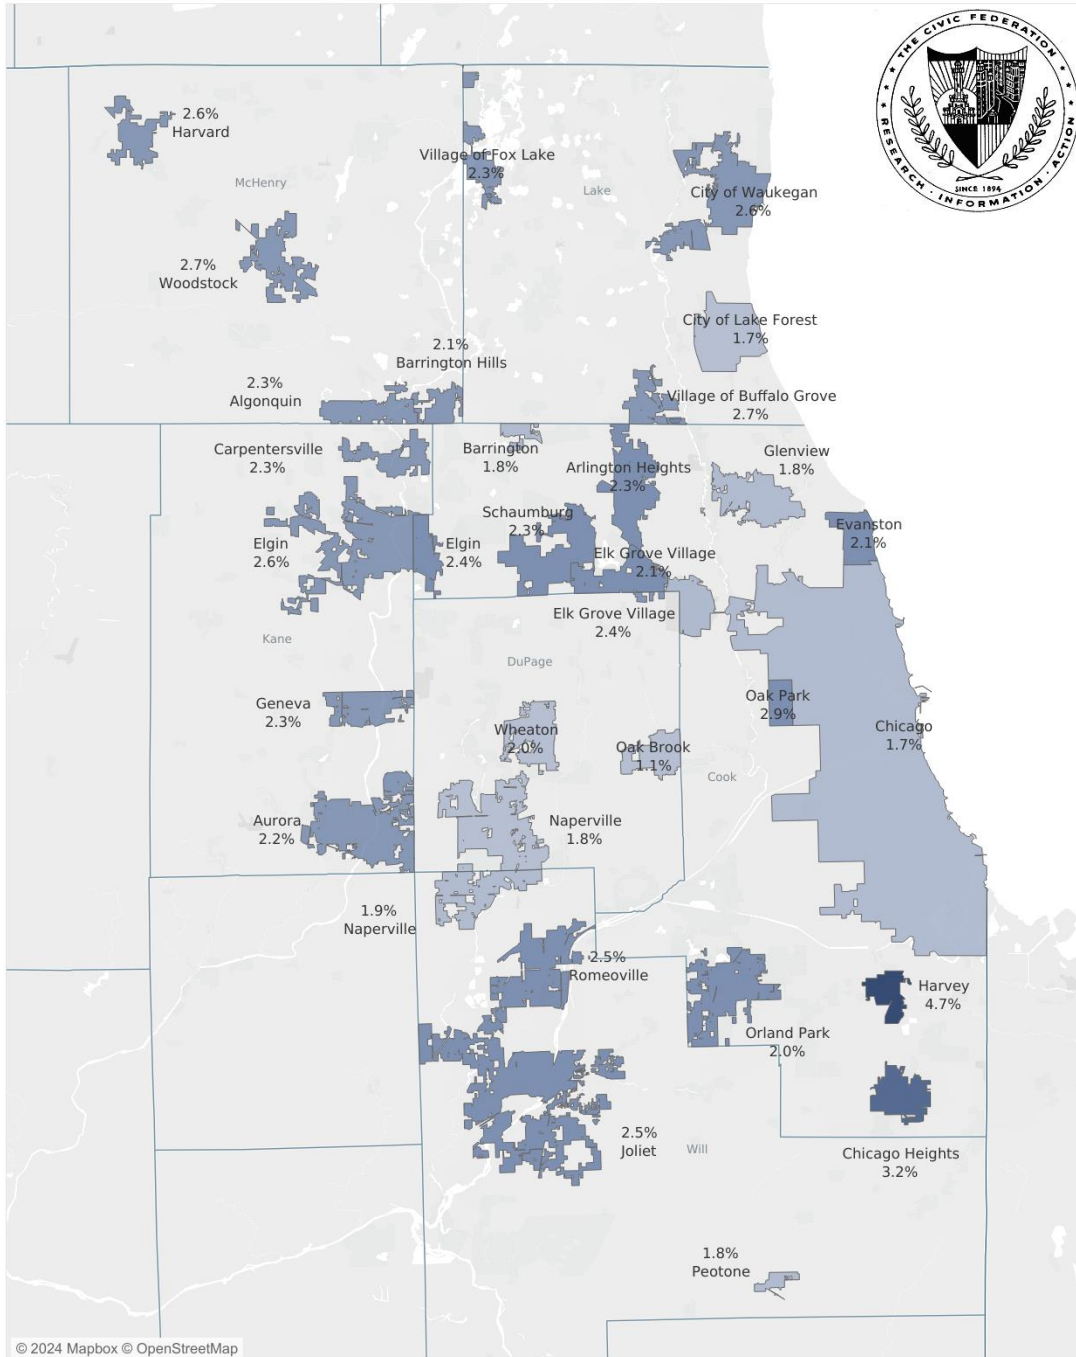 THE CIVIC FEDERATION
RESEARCH · INFORMATION · ACTION
SINCE 1894
2.6%
Harvard
McHenry
Village of Fox Lake
2.3%
Lake
City of Waukegan
2.6%
2.7%
Woodstock
City of Lake Forest
1.7%
2.1%
Barrington Hills
2.3%
Algonquin
Village of Buffalo Grove
2.7%
Carpentersville
2.3%
Barrington
1.8%
Arlington Heights
2.3%
Glenview
1.8%
Schaumburg
2.3%
Evanston
2.1%
Elgin
2.6%
Elgin
2.4%
Elk Grove Village
2.1%
Elk Grove Village
2.4%
Kane
DuPage
Geneva
2.3%
Oak Park
2.9%
Wheaton
2.0%
Oak Brook
1.1%
Chicago
1.7%
Cook
Aurora
2.2%
Naperville
1.8%
1.9%
Naperville
2.5%
Romeoville
Harvey
4.7%
Orland Park
2.0%
2.5%
Joliet
Will
Chicago Heights
3.2%
1.8%
Peotone
© 2024 Mapbox © OpenStreetMap